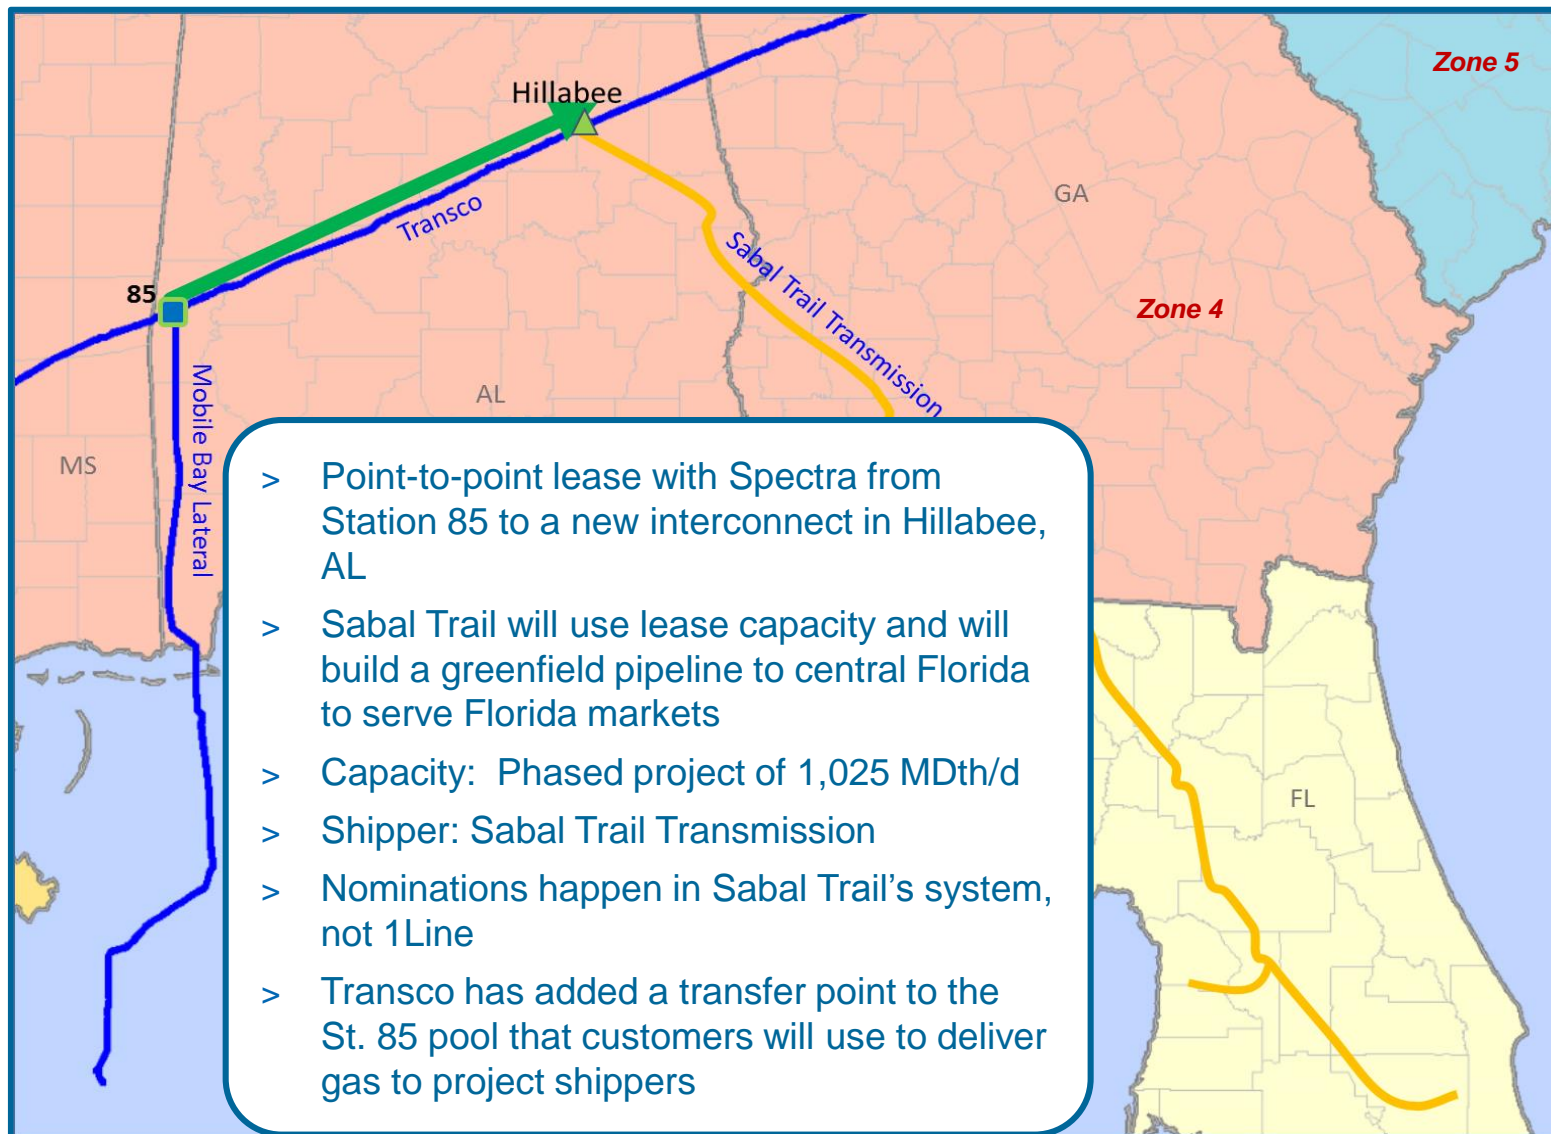 Zone 5
Hillabee
GA
Transco
Sabal Trail Transmission
85
Zone 4
Mobile Bay Lateral
AL
MS
> Point-to-point lease with Spectra from
Station 85 to a new interconnect in Hillabee,
AL
> Sabal Trail will use lease capacity and will
build a greenfield pipeline to central Florida
to serve Florida markets
> Capacity: Phased project of 1,025 MDth/d
> Shipper: Sabal Trail Transmission
> Nominations happen in Sabal Trail’s system,
not 1Line
> Transco has added a transfer point to the
St. 85 pool that customers will use to deliver
gas to project shippers
FL